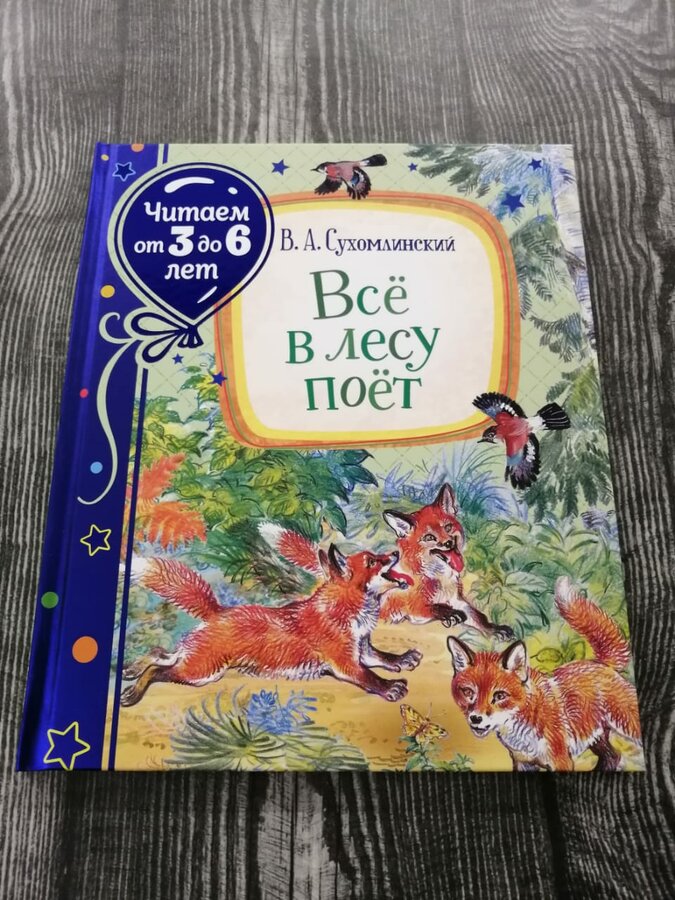 Читаем
от 3 до 6
лет
В. А. Сухомлинский
Всё
в лесу
поёт